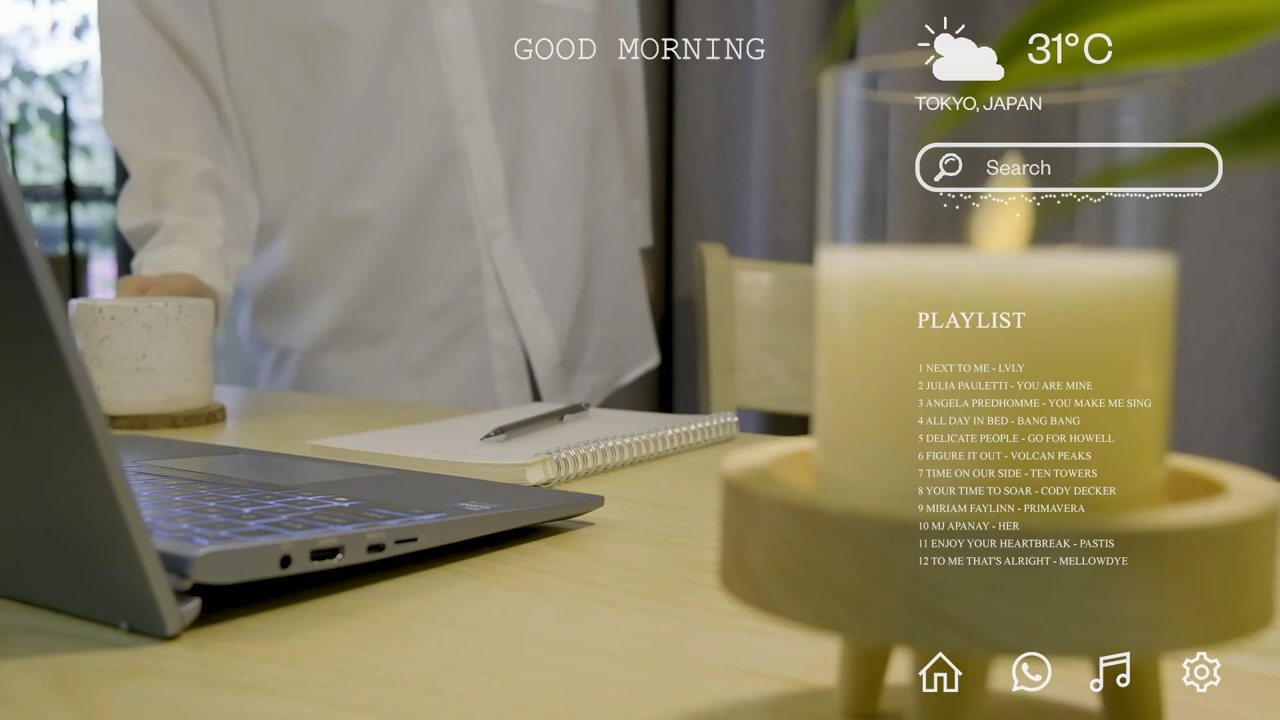 GOOD MORNING
31°C
TOKYO, JAPAN
Search
PLAYLIST
1 NEXT TO ME - LVLY
2 JULIA PAULETTI - YOU ARE MINE
3 ANGELA PREDHOMME - YOU MAKE ME SING
4 ALL DAY IN BED - BANG BANG
5 DELICATE PEOPLE - GO FOR HOWELL
6 FIGURE IT OUT - VOLCAN PEAKS
7 TIME ON OUR SIDE - TEN TOWERS
8 YOUR TIME TO SOAR - CODY DECKER
9 MIRIAM FAYLINN - PRIMAVERA
10 MJ APANAY - HER
11 ENJOY YOUR HEARTBREAK - PASTIS
12 TO ME THAT'S ALRIGHT - MELLOWDYE